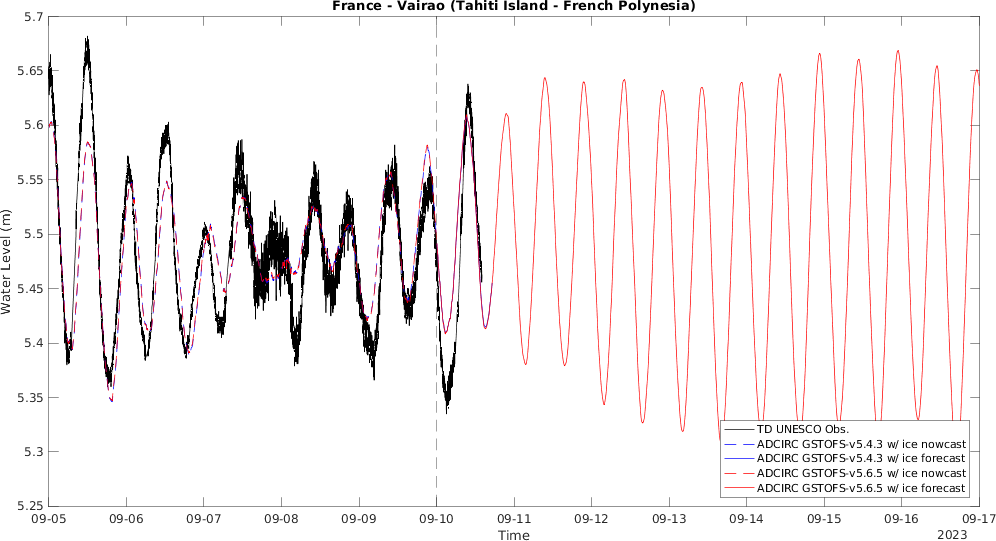 France - Vairao (Tahiti Island - French Polynesia)
5.7
5.65
5.6
5.55
5.5
5.45
5.4
5.35
5.3
5.25
Water Level (m)
TD UNESCO Obs.
ADCIRC GSTOFS-v5.4.3 w/ ice nowcast
ADCIRC GSTOFS-v5.4.3 w/ ice forecast
ADCIRC GSTOFS-v5.6.5 w/ ice nowcast
ADCIRC GSTOFS-v5.6.5 w/ ice forecast
09-05 09-06 09-07 09-08 09-09 09-10 09-11 09-12 09-13 09-14 09-15 09-16 09-17
Time
2023